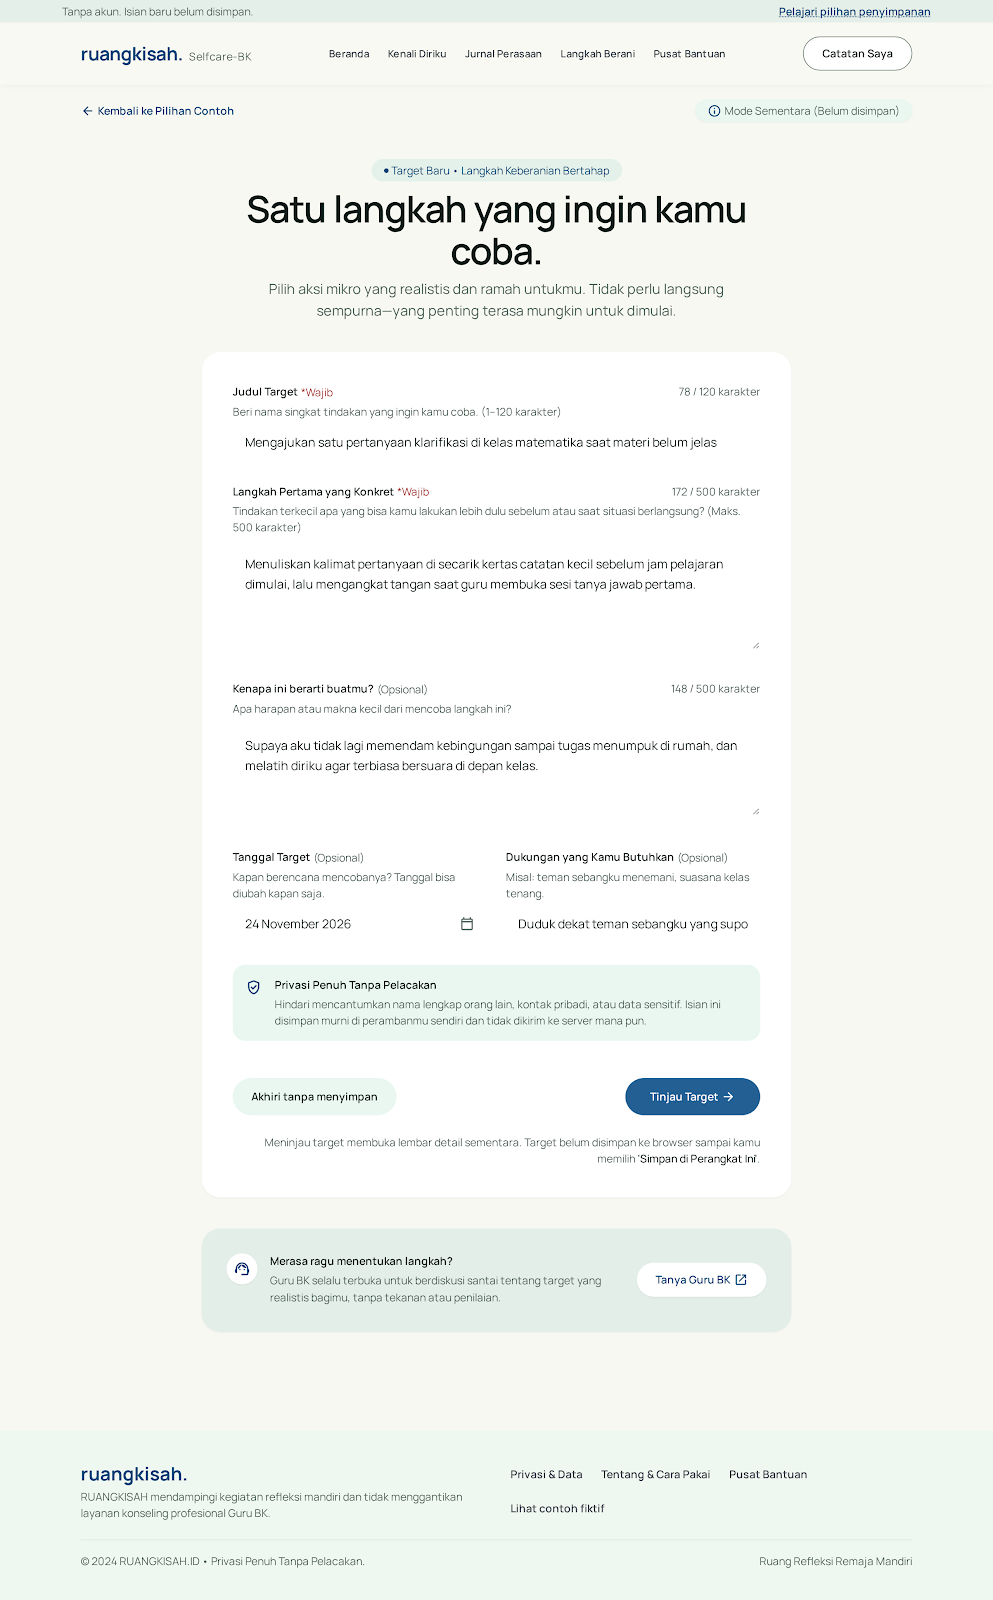 Tanpa akun. Isian baru belum disimpan.
Pelajari pilihan penyimpanan
ruangkisah. Selfcare-BK
Beranda
Kenali Diriku
Jurnal Perasaan
Langkah Berani
Pusat Bantuan
Catatan Saya
← Kembali ke Pilihan Contoh
Mode Sementara (Belum disimpan)
• Target Baru • Langkah Keberanian Bertahap
Satu langkah yang ingin kamu
coba.
Pilih aksi mikro yang realistis dan ramah untukmu. Tidak perlu langsung
sempurna—yang penting terasa mungkin untuk dimulai.
Judul Target *Wajib
78 / 120 karakter
Beri nama singkat tindakan yang ingin kamu coba. (1–120 karakter)
Mengajukan satu pertanyaan klarifikasi di kelas matematika saat materi belum jelas
Langkah Pertama yang Konkret *Wajib
172 / 500 karakter
Tindakan terkecil apa yang bisa kamu lakukan lebih dulu sebelum atau saat situasi berlangsung? (Maks.
500 karakter)
Menuliskan kalimat pertanyaan di secarik kertas catatan kecil sebelum jam pelajaran
dimulai, lalu mengangkat tangan saat guru membuka sesi tanya jawab pertama.
Kenapa ini berarti buatmu? (Opsional)
148 / 500 karakter
Apa harapan atau makna kecil dari mencoba langkah ini?
Supaya aku tidak lagi memendam kebingungan sampai tugas menumpuk di rumah, dan
melatih diriku agar terbiasa bersuara di depan kelas.
Tanggal Target (Opsional)
Kapan berencana mencobanya? Tanggal bisa
diubah kapan saja.
24 November 2026
Dukungan yang Kamu Butuhkan (Opsional)
Misal: teman sebangku menemani, suasana kelas
tenang.
Duduk dekat teman sebangku yang supo
Privasi Penuh Tanpa Pelacakan
Hindari mencantumkan nama lengkap orang lain, kontak pribadi, atau data sensitif. Isian ini
disimpan murni di perambanmu sendiri dan tidak dikirim ke server mana pun.
Akhiri tanpa menyimpan
Tinjau Target →
Meninjau target membuka lembar detail sementara. Target belum disimpan ke browser sampai kamu
memilih 'Simpan di Perangkat Ini'.
Merasa ragu menentukan langkah?
Guru BK selalu terbuka untuk berdiskusi santai tentang target yang
realistis bagimu, tanpa tekanan atau penilaian.
Tanya Guru BK
ruangkisah.
RUANGKISAH mendampingi kegiatan refleksi mandiri dan tidak menggantikan
layanan konseling profesional Guru BK.
Privasi & Data
Tentang & Cara Pakai
Pusat Bantuan
Lihat contoh fiktif
© 2024 RUANGKISAH.ID • Privasi Penuh Tanpa Pelacakan.
Ruang Refleksi Remaja Mandiri